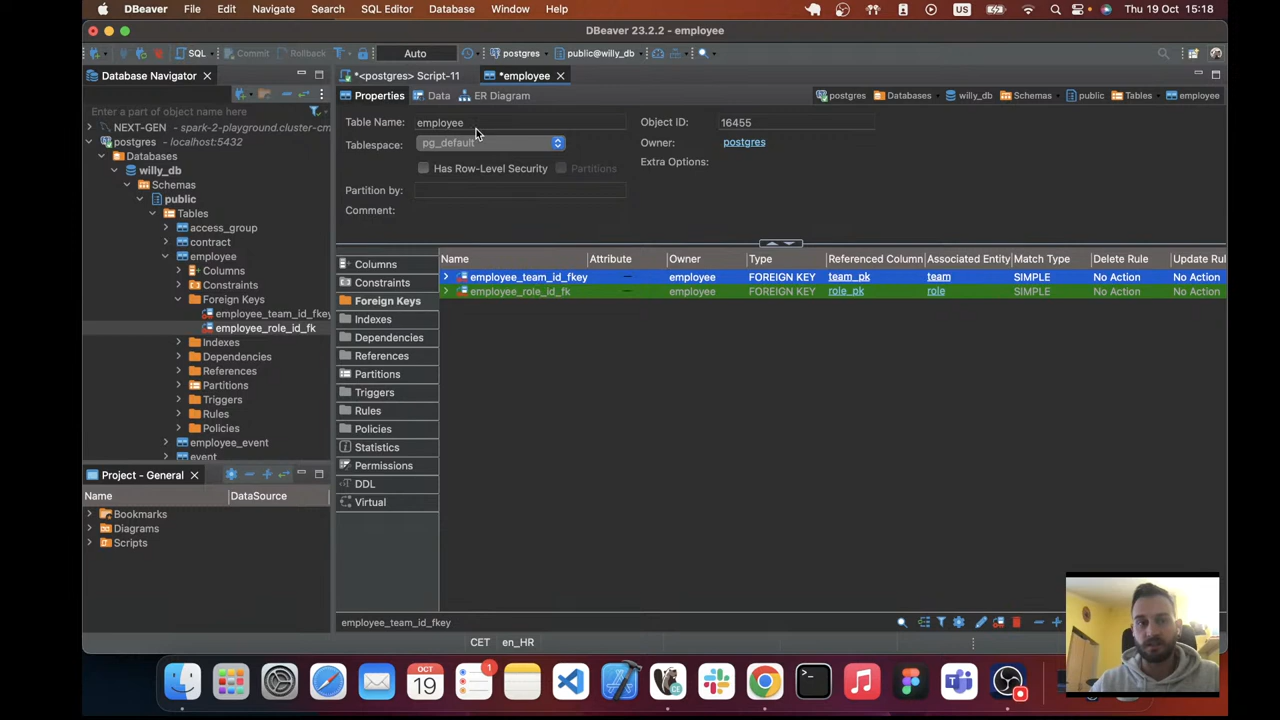 DBeaver File Edit Navigate Search SQL Editor Database Window Help US Thu 19 Oct 15:18
DBeaver 23.2.2 - employee
SQL Commit Rollback Auto postgres public@willy_db
Database Navigator *<postgres> Script-11 *employee
Enter a part of object name here
Properties Data ER Diagram postgres Databases willy_db Schemas public Tables employee
NEXT-GEN - spark-2-playground.cluster-cm
postgres - localhost:5432
Databases
willy_db
Schemas
public
Tables
access_group
contract
employee
Columns
Constraints
Foreign Keys
employee_team_id_fkey
employee_role_id_fk
Indexes
Dependencies
References
Partitions
Triggers
Rules
Policies
employee_event
event
Table Name: employee Object ID: 16455
Tablespace: pg_default Owner: postgres
Has Row-Level Security Partitions Extra Options:
Partition by:
Comment:
Columns
Constraints
Foreign Keys
Indexes
Dependencies
References
Partitions
Triggers
Rules
Policies
Statistics
Permissions
DDL
Virtual
Name Attribute Owner Type Referenced Column Associated Entity Match Type Delete Rule Update Rul
employee_team_id_fkey employee FOREIGN KEY team_pk team SIMPLE No Action No Action
employee_role_id_fk employee FOREIGN KEY role_pk role SIMPLE No Action No Action
Project - General
Name DataSource
Bookmarks
Diagrams
Scripts
employee_team_id_fkey
CET en_HR
OCT
19
1